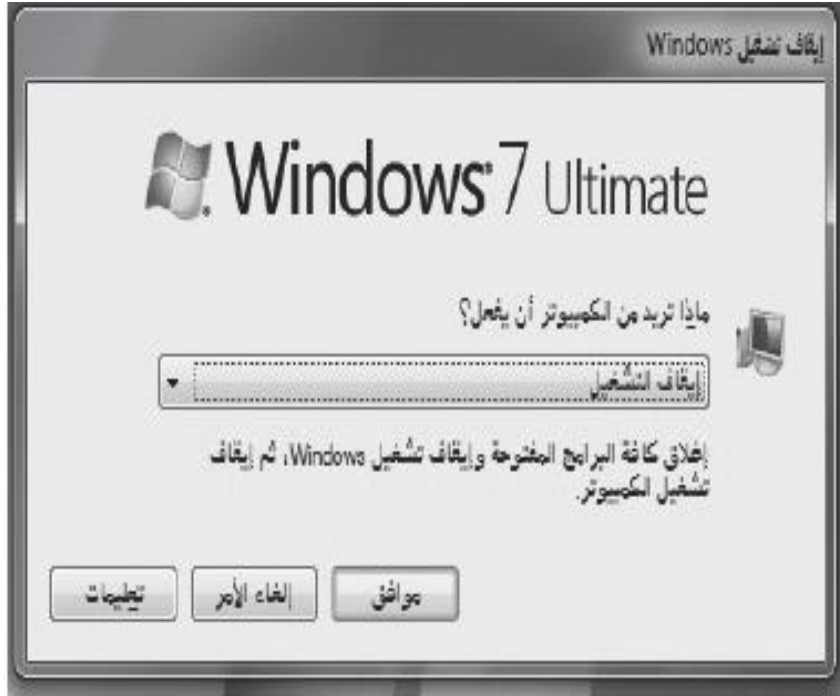 إيقاف تشغيل Windows
Windows 7 Ultimate
ماذا تريد من الكمبيوتر أن يفعل؟
إيقاف التشغيل
إغلاق كافة البرامج المفتوحة وإيقاف تشغيل Windows، ثم إيقاف
تشغيل الكمبيوتر.
موافق
إلغاء الأمر
تعليمات